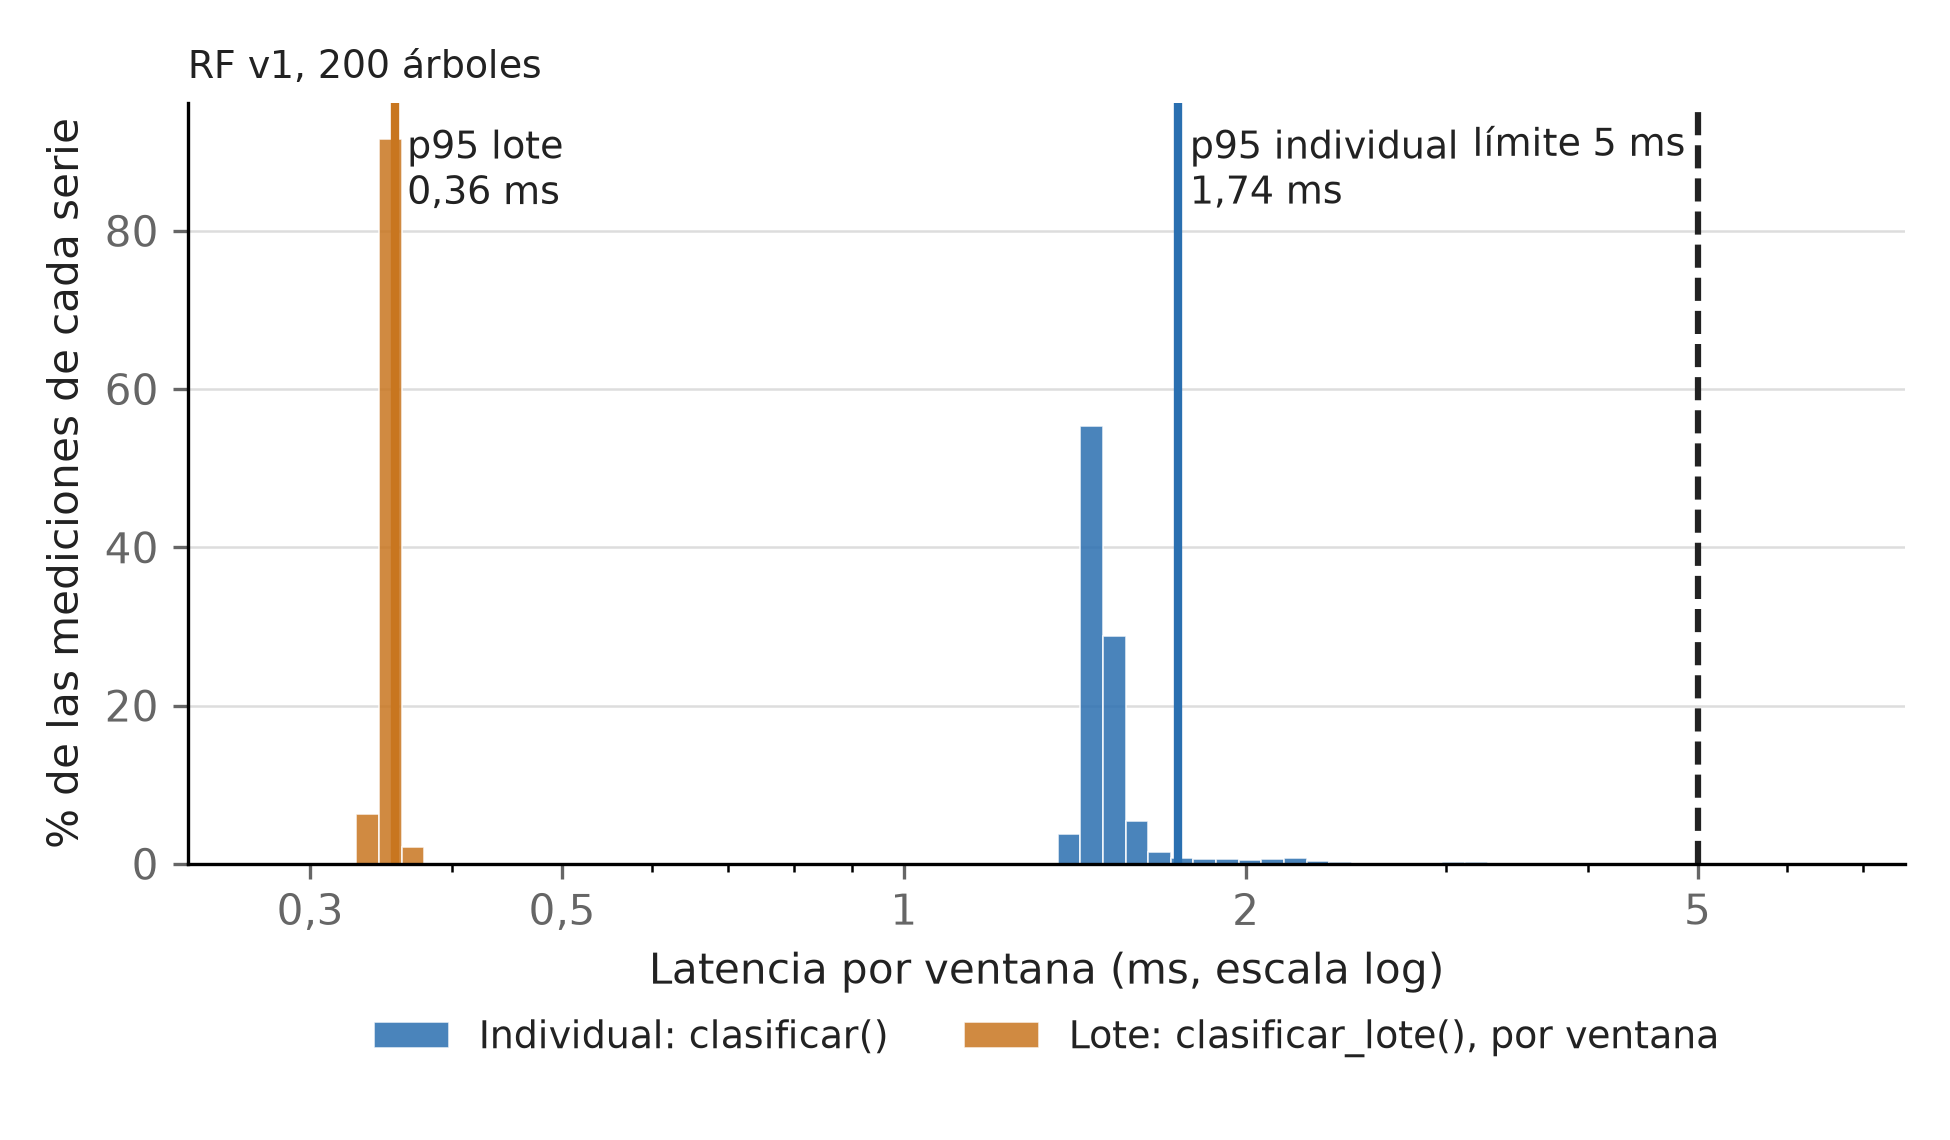 RF v1, 200 árboles
p95 lote
0,36 ms
p95 individual
1,74 ms
límite 5 ms
% de las mediciones de cada serie
80
60
40
20
0
0,3
0,5
1
2
5
Latencia por ventana (ms, escala log)
Individual: clasificar()
Lote: clasificar_lote(), por ventana